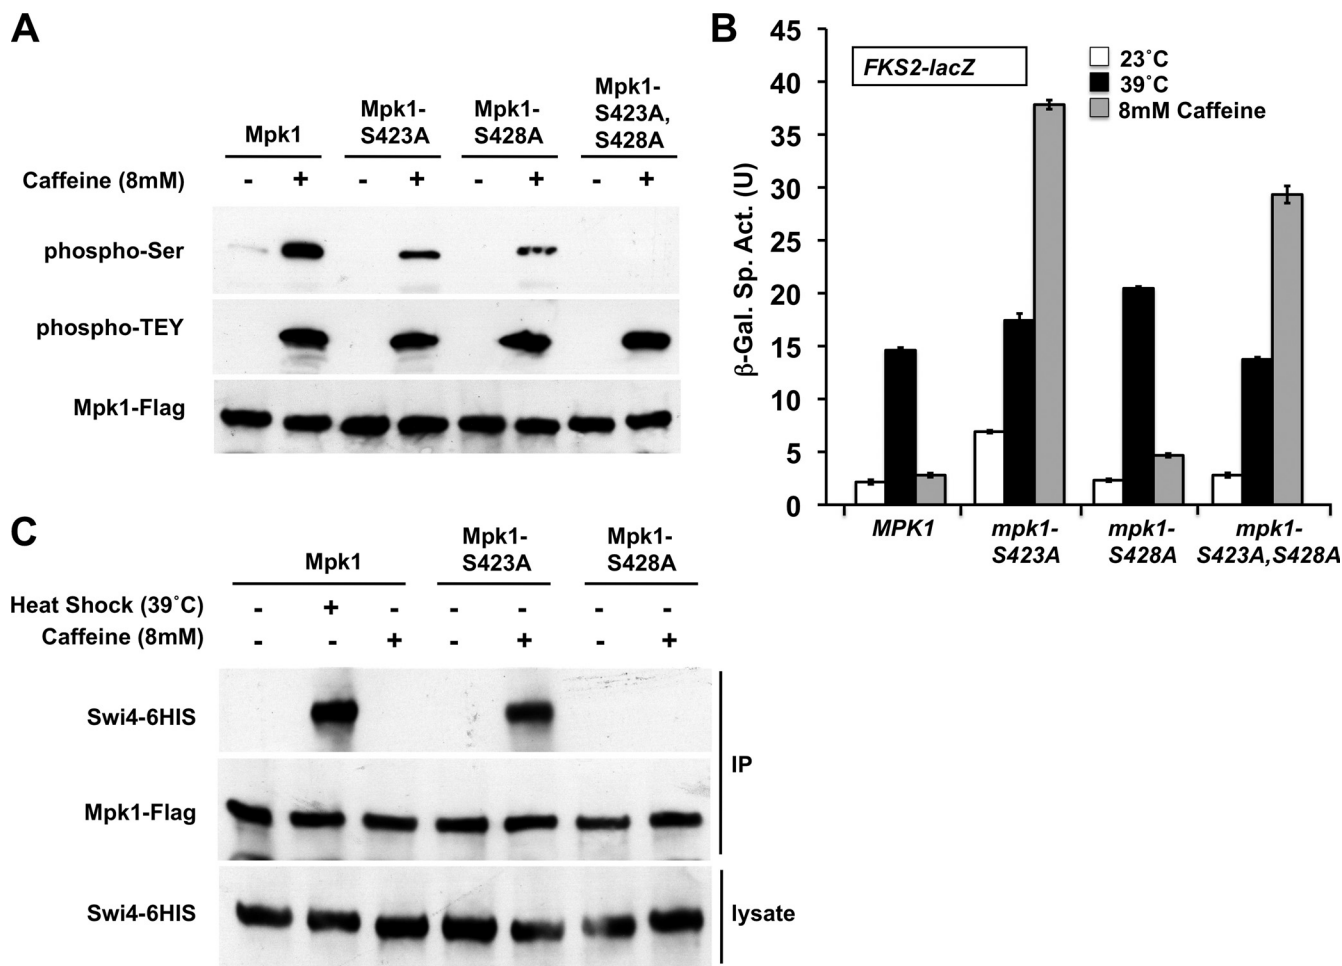 A
Mpk1
Mpk1-
S423A
Mpk1-
S428A
Mpk1-
S423A,
S428A
Caffeine (8mM) - + - + - + - +
phospho-Ser
phospho-TEY
Mpk1-Flag
B
FKS2-lacZ
23˚C
39˚C
8mM Caffeine
β-Gal. Sp. Act. (U)
45
40
35
30
25
20
15
10
5
0
MPK1
mpk1-
S423A
mpk1-
S428A
mpk1-
S423A,S428A
C
Mpk1
Mpk1-
S423A
Mpk1-
S428A
Heat Shock (39˚C) - + - - - - -
Caffeine (8mM) - - + - + - +
Swi4-6HIS
Mpk1-Flag
IP
Swi4-6HIS
lysate